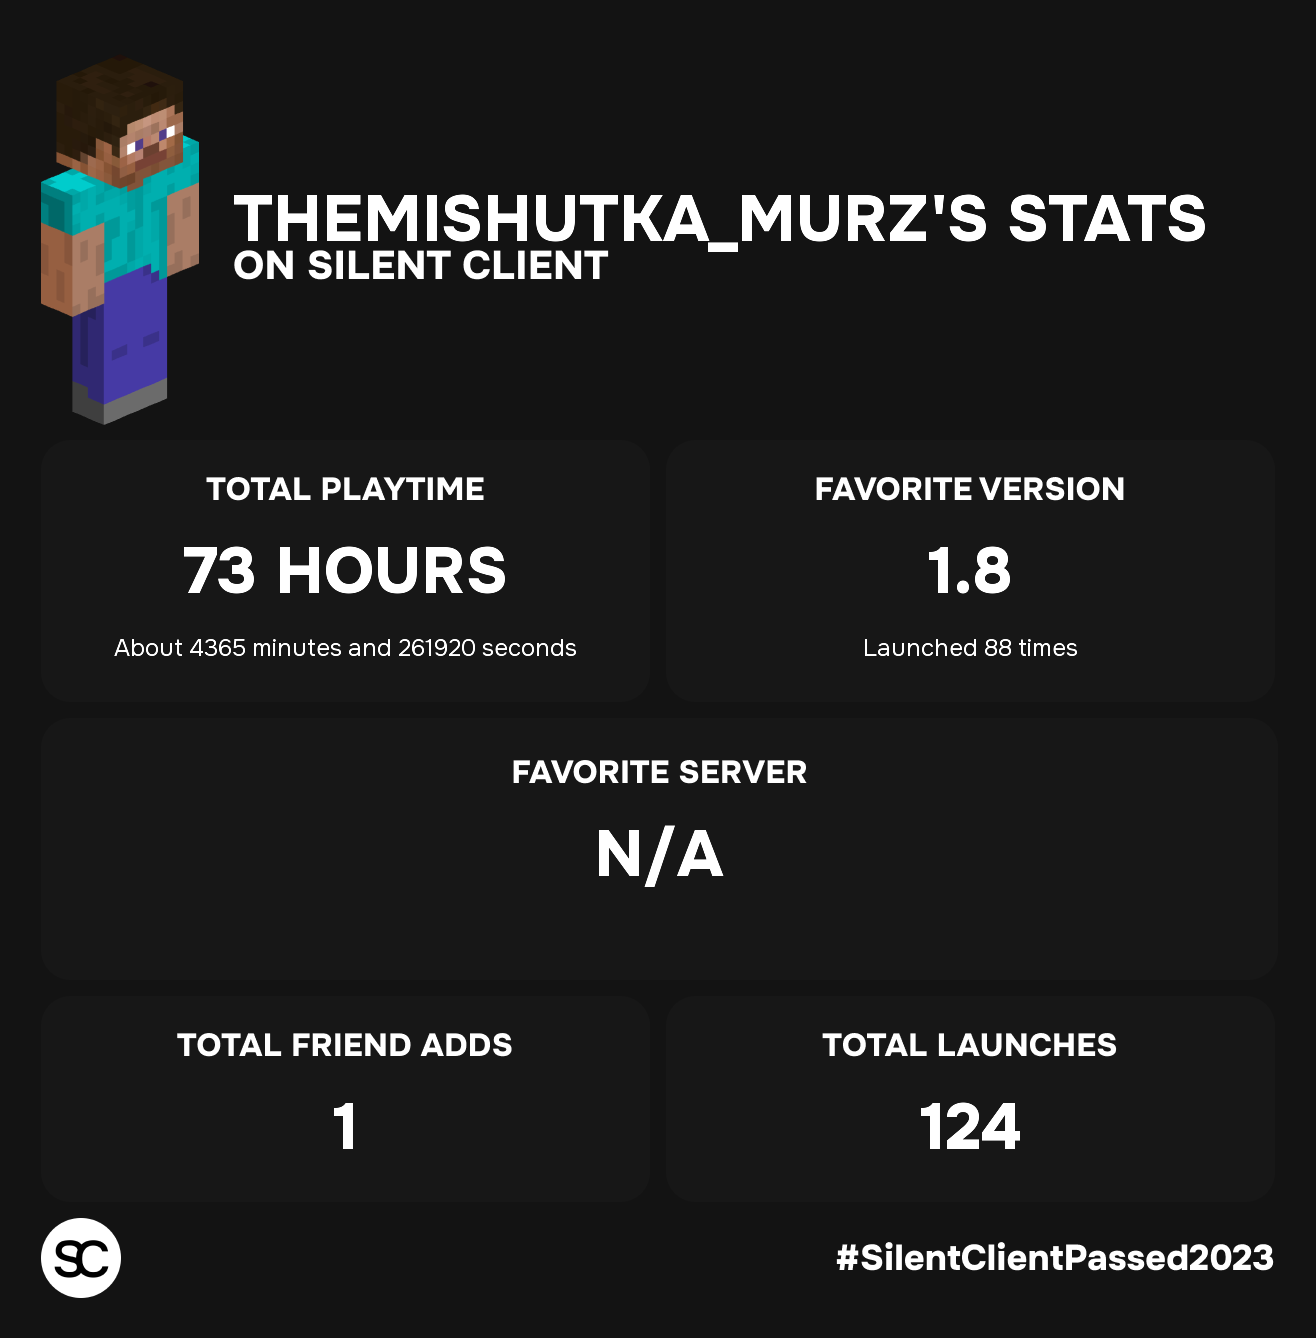 THEMISHUTKA_MURZ'S STATS
ON SILENT CLIENT
TOTAL PLAYTIME
73 HOURS
About 4365 minutes and 261920 seconds
FAVORITE VERSION
1.8
Launched 88 times
FAVORITE SERVER
N/A
TOTAL FRIEND ADDS
1
TOTAL LAUNCHES
124
SC
#SilentClientPassed2023